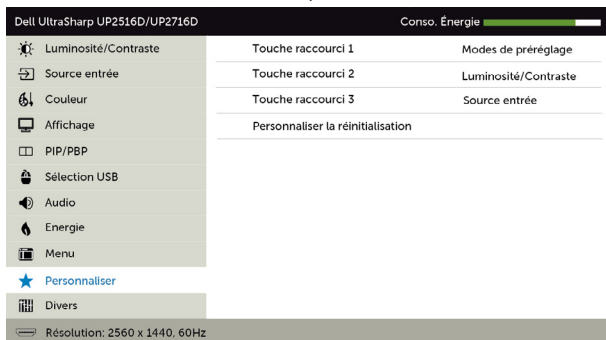 Dell UltraSharp UP2516D/UP2716D Conso. Énergie
Luminosité/Contraste
Source entrée
Couleur
Affichage
PIP/PBP
Sélection USB
Audio
Energie
Menu
Personnaliser
Divers
Touche raccourci 1 Modes de préréglage
Touche raccourci 2 Luminosité/Contraste
Touche raccourci 3 Source entrée
Personnaliser la réinitialisation
Résolution: 2560 x 1440, 60Hz